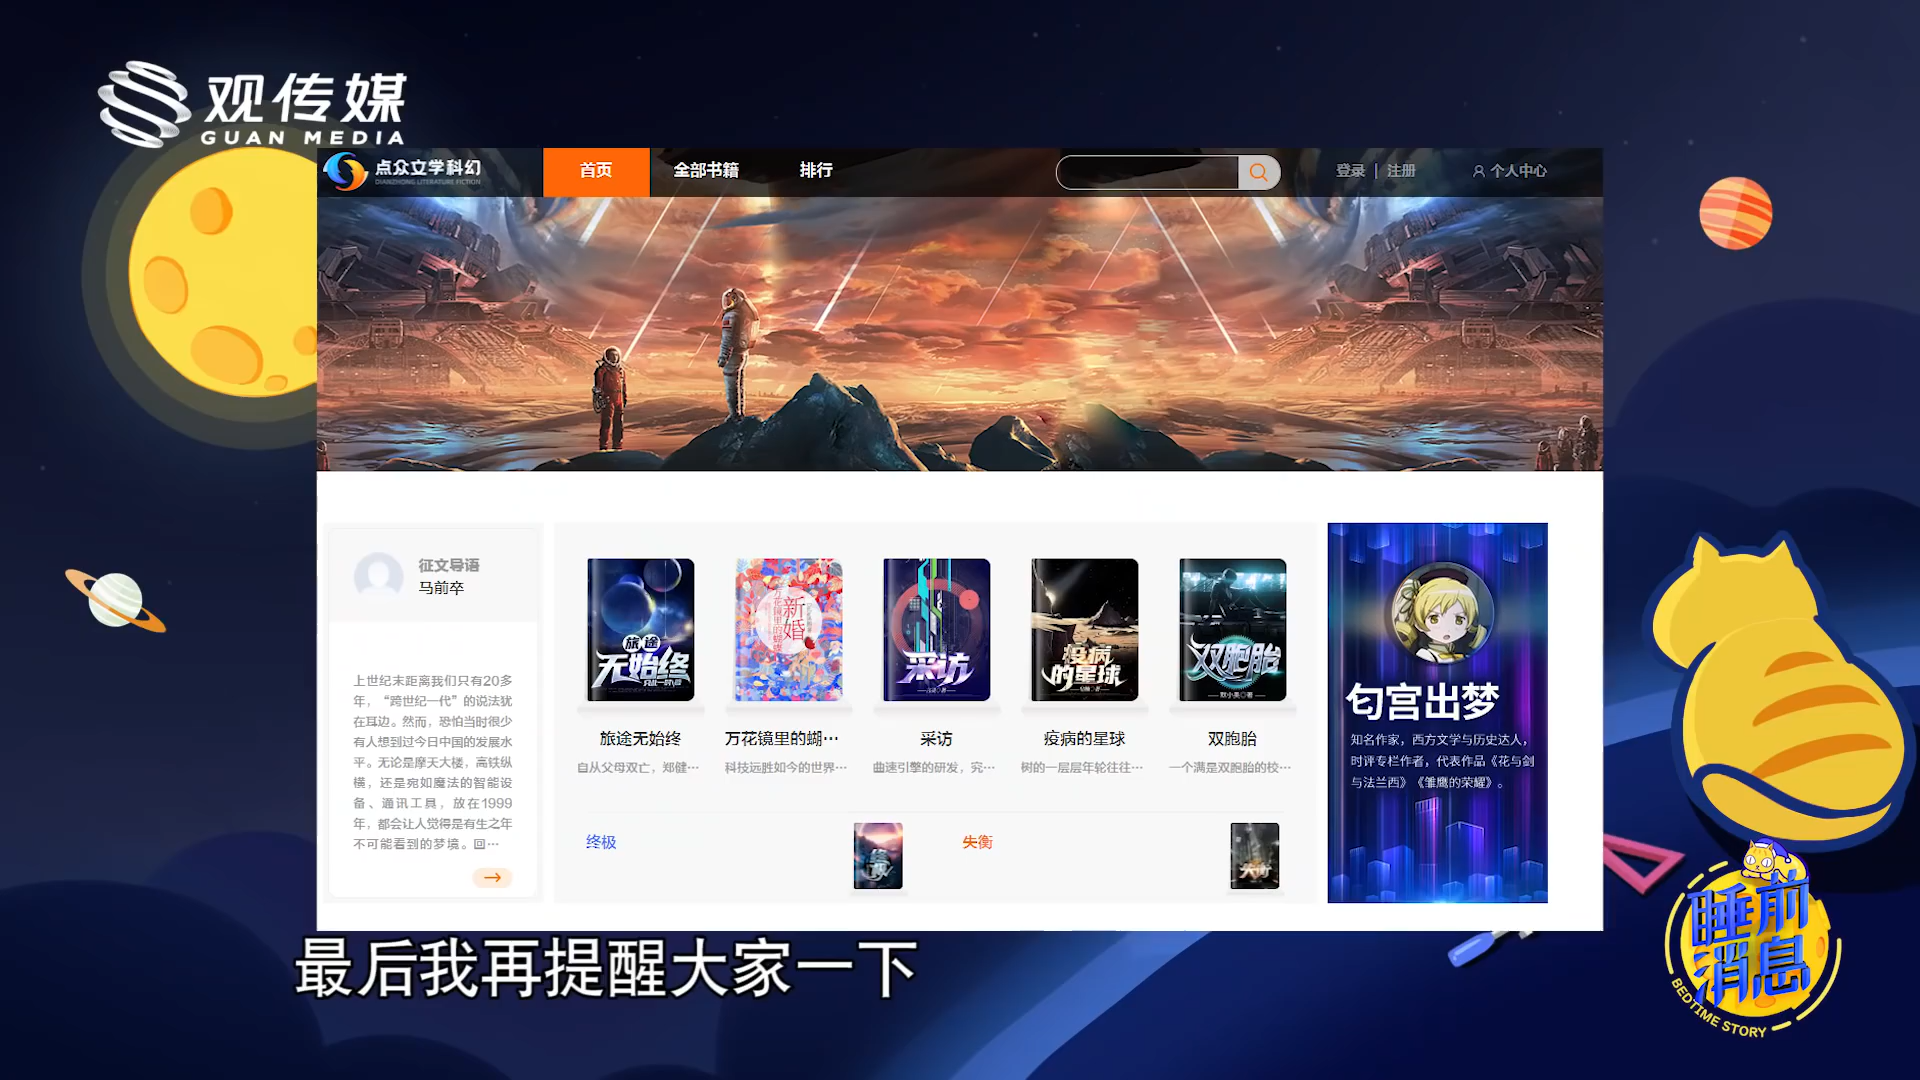 观传媒
GUAN MEDIA
点众立学科幻
DIANZHONG LITERATURE FICTION
首页
全部书籍
排行
登录 | 注册
个人中心
征文导语
马前卒
上世纪末距离我们只有20多
年，“跨世纪一代”的说法犹
在耳边。然而，恐怕当时很少
有人想到过今日中国的发展水
平。无论是摩天大楼，高铁纵
横，还是宛如魔法的智能设
备、通讯工具，放在1999
年，都会让人觉得是有生之年
不可能看到的梦境。回…
旅途
无始终
新婚
采访
疫病
的星球
双胞胎
旅途无始终
万花镜里的蝴…
采访
疫病的星球
双胞胎
自从父母双亡，郑健…
科技远胜如今的世界…
曲速引擎的研发，究…
树的一层层年轮往往…
一个满是双胞胎的校…
终极
失衡
匂宫出梦
知名作家，西方文学与历史达人，
时评专栏作者，代表作品《花与剑
与法兰西》《雏鹰的荣耀》。
最后我再提醒大家一下
睡前
消息
BEDTIME STORY